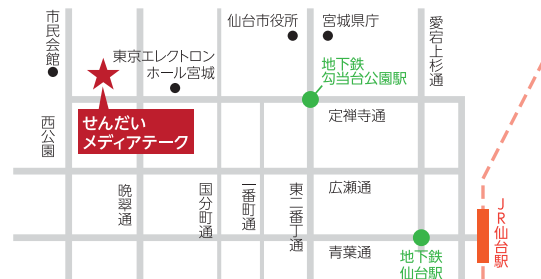 市民会館
東京エレクトロン
ホール宮城
仙台市役所
宮城県庁
愛宕上杉通
地下鉄
勾当台公園駅
せんだい
メディアテーク
定禅寺通
西公園
晩翠通
国分町通
一番町通
東二番丁通
広瀬通
青葉通
地下鉄
仙台駅
JR仙台駅